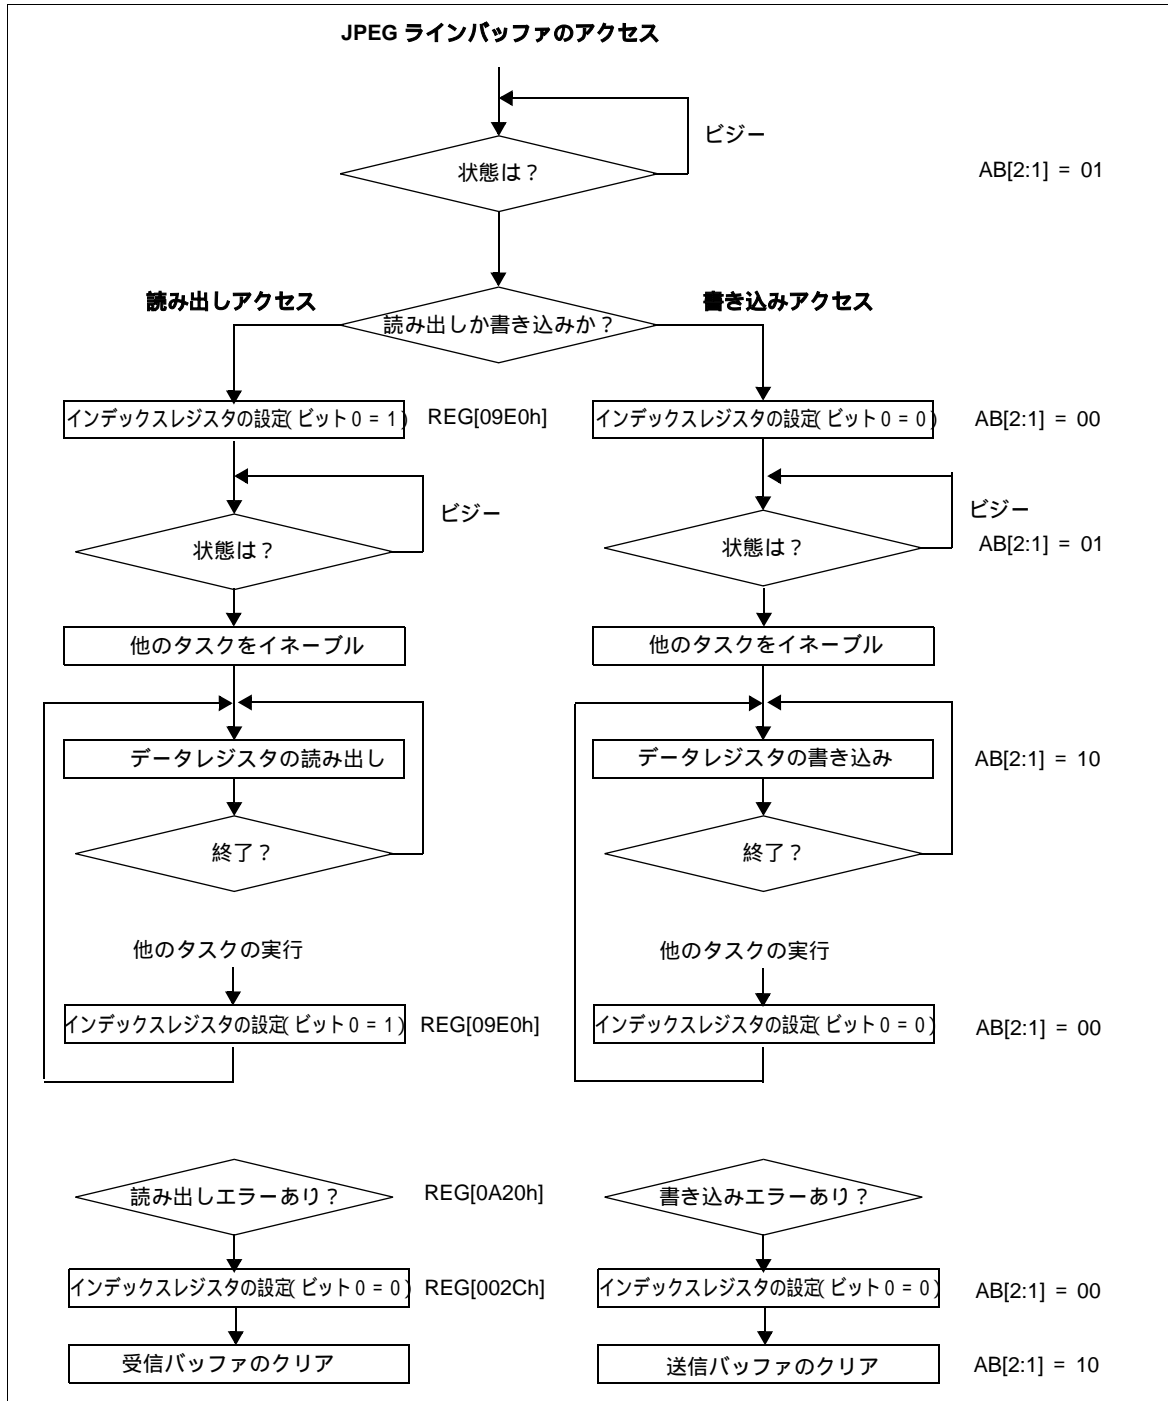 JPEG ラインバッファのアクセス
ビジー
状態は？
AB[2:1] = 01
読み出しアクセス
書き込みアクセス
読み出しか書き込みか？
インデックスレジスタの設定(ビット0 = 1)
REG[09E0h]
インデックスレジスタの設定(ビット0 = 0)
AB[2:1] = 00
ビジー
ビジー
状態は？
状態は？
AB[2:1] = 01
他のタスクをイネーブル
他のタスクをイネーブル
データレジスタの読み出し
データレジスタの書き込み
AB[2:1] = 10
終了？
終了？
他のタスクの実行
他のタスクの実行
インデックスレジスタの設定(ビット0 = 1)
REG[09E0h]
インデックスレジスタの設定(ビット0 = 0)
AB[2:1] = 00
読み出しエラーあり？
REG[0A20h]
書き込みエラーあり？
インデックスレジスタの設定(ビット0 = 0)
REG[002Ch]
インデックスレジスタの設定(ビット0 = 0)
AB[2:1] = 00
受信バッファのクリア
送信バッファのクリア
AB[2:1] = 10